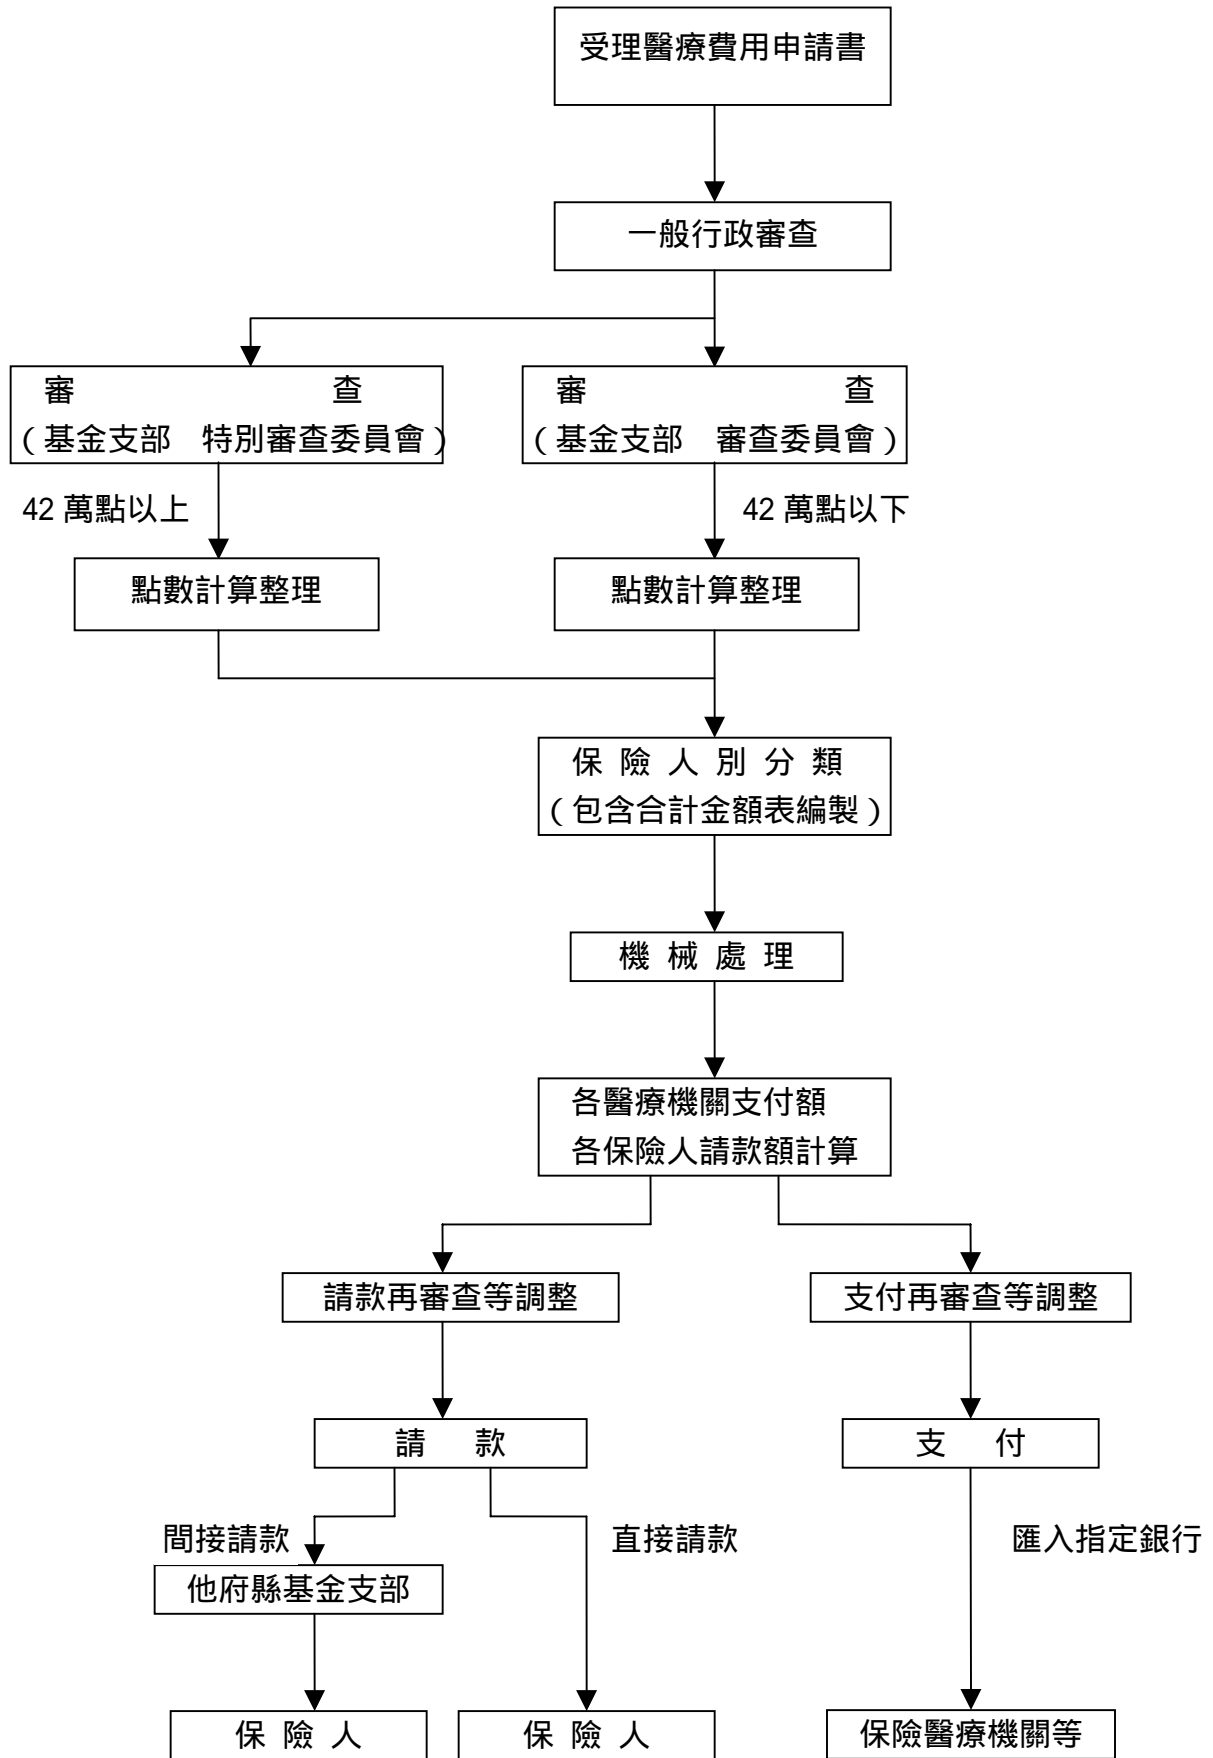 受理醫療費用申請書
一般行政審查
審 查
（基金支部 特別審查委員會）
審 查
（基金支部 審查委員會）
42 萬點以上
42 萬點以下
點數計算整理
點數計算整理
保 險 人 別 分 類
（包含合計金額表編製）
機 械 處 理
各醫療機關支付額
各保險人請款額計算
請款再審查等調整
支付再審查等調整
請 款
支 付
間接請款
直接請款
匯入指定銀行
他府縣基金支部
保 險 人
保 險 人
保險醫療機關等